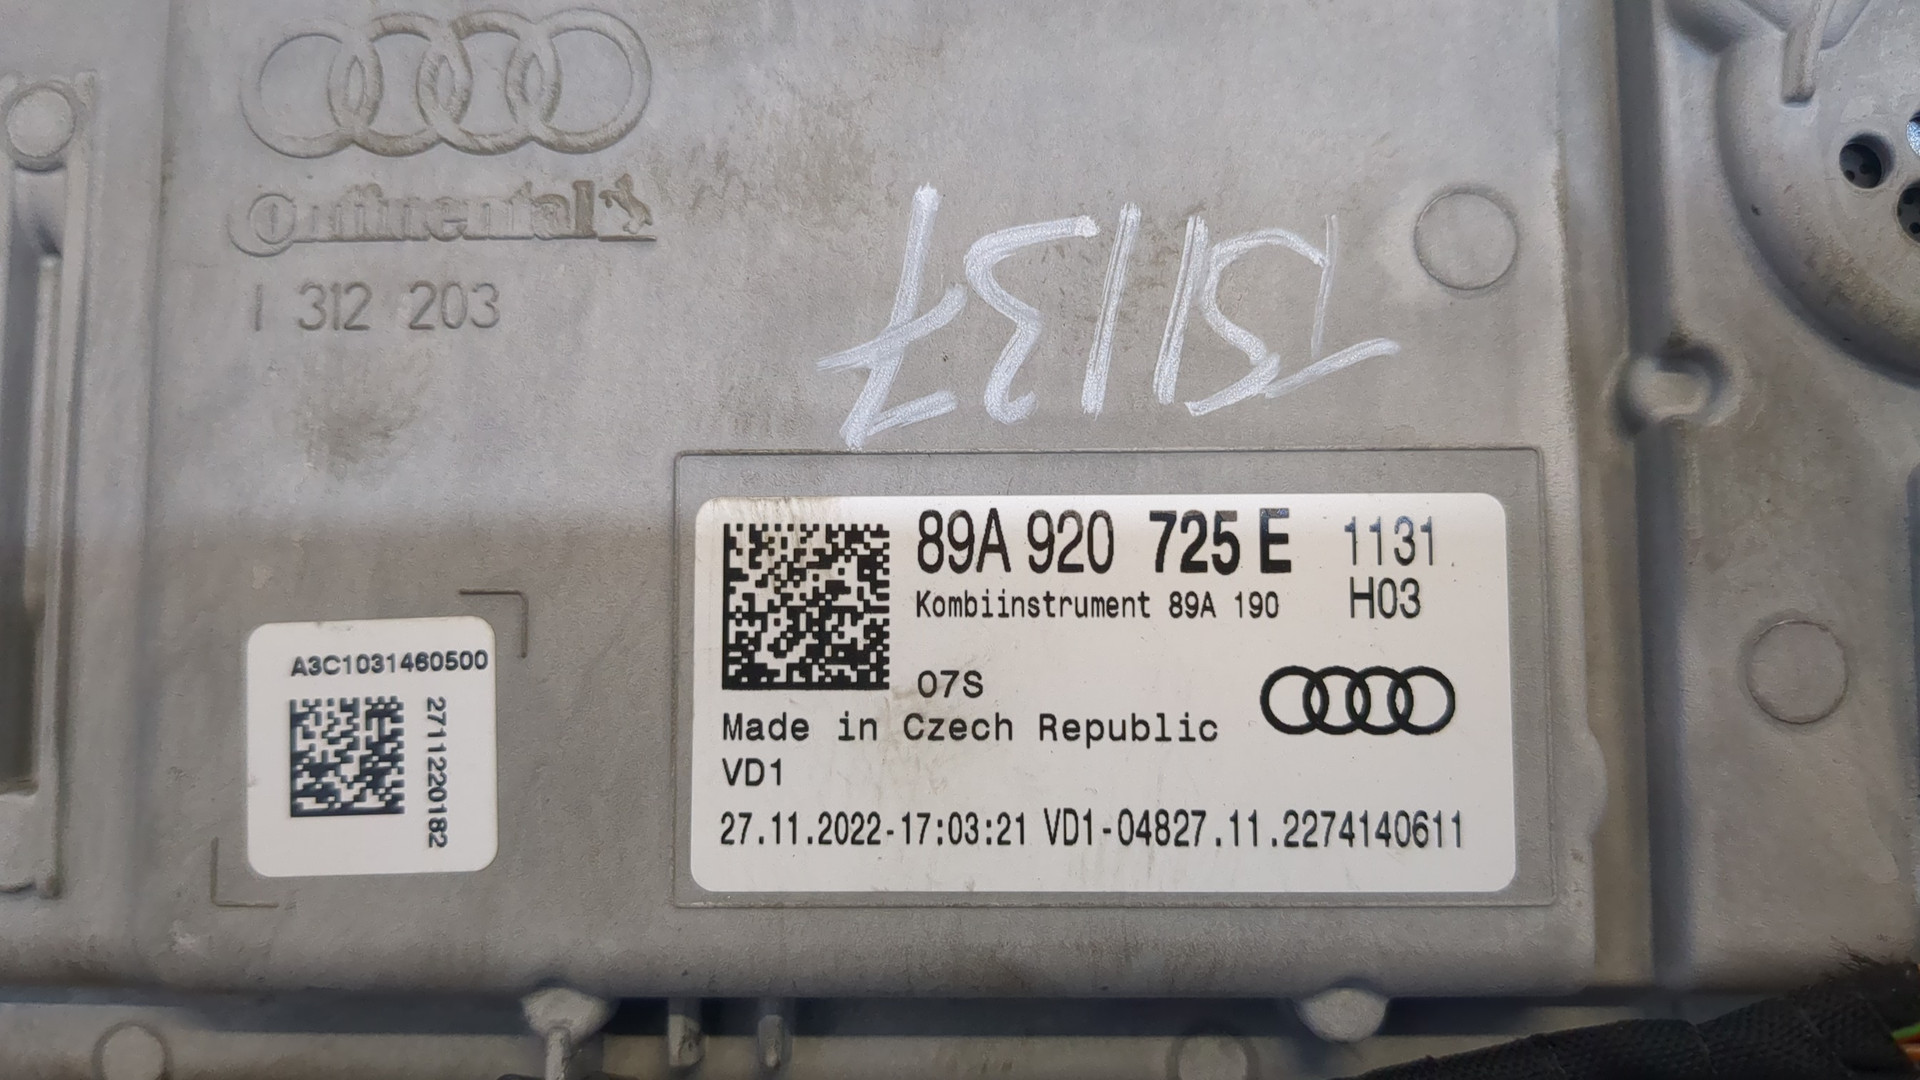 Continental
1 312 203
89A 920 725 E 1131
Kombiinstrument 89A 190 H03
07S
Made in Czech Republic
VD1
27.11.2022-17:03:21 VD1-04827.11.2274140611
A3C1031460500
2711220182